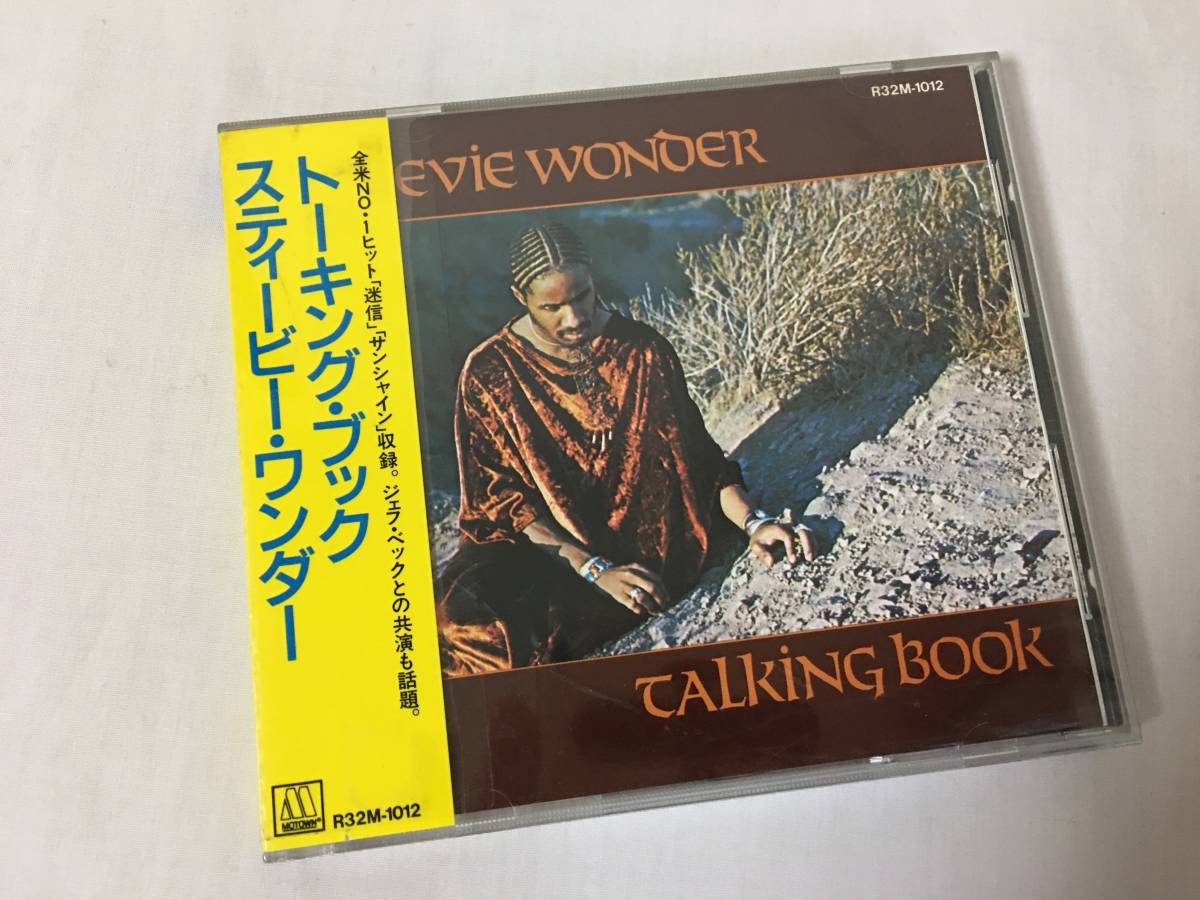 トーキング・ブック
スティービー・ワンダー
全米NO・1ヒット「迷信」「サンシャイン」収録。ジェフ・ベックとの共演も話題。
MOTOWN®
R32M-1012
R32M-1012
EVIE WONDER
TALKING BOOK